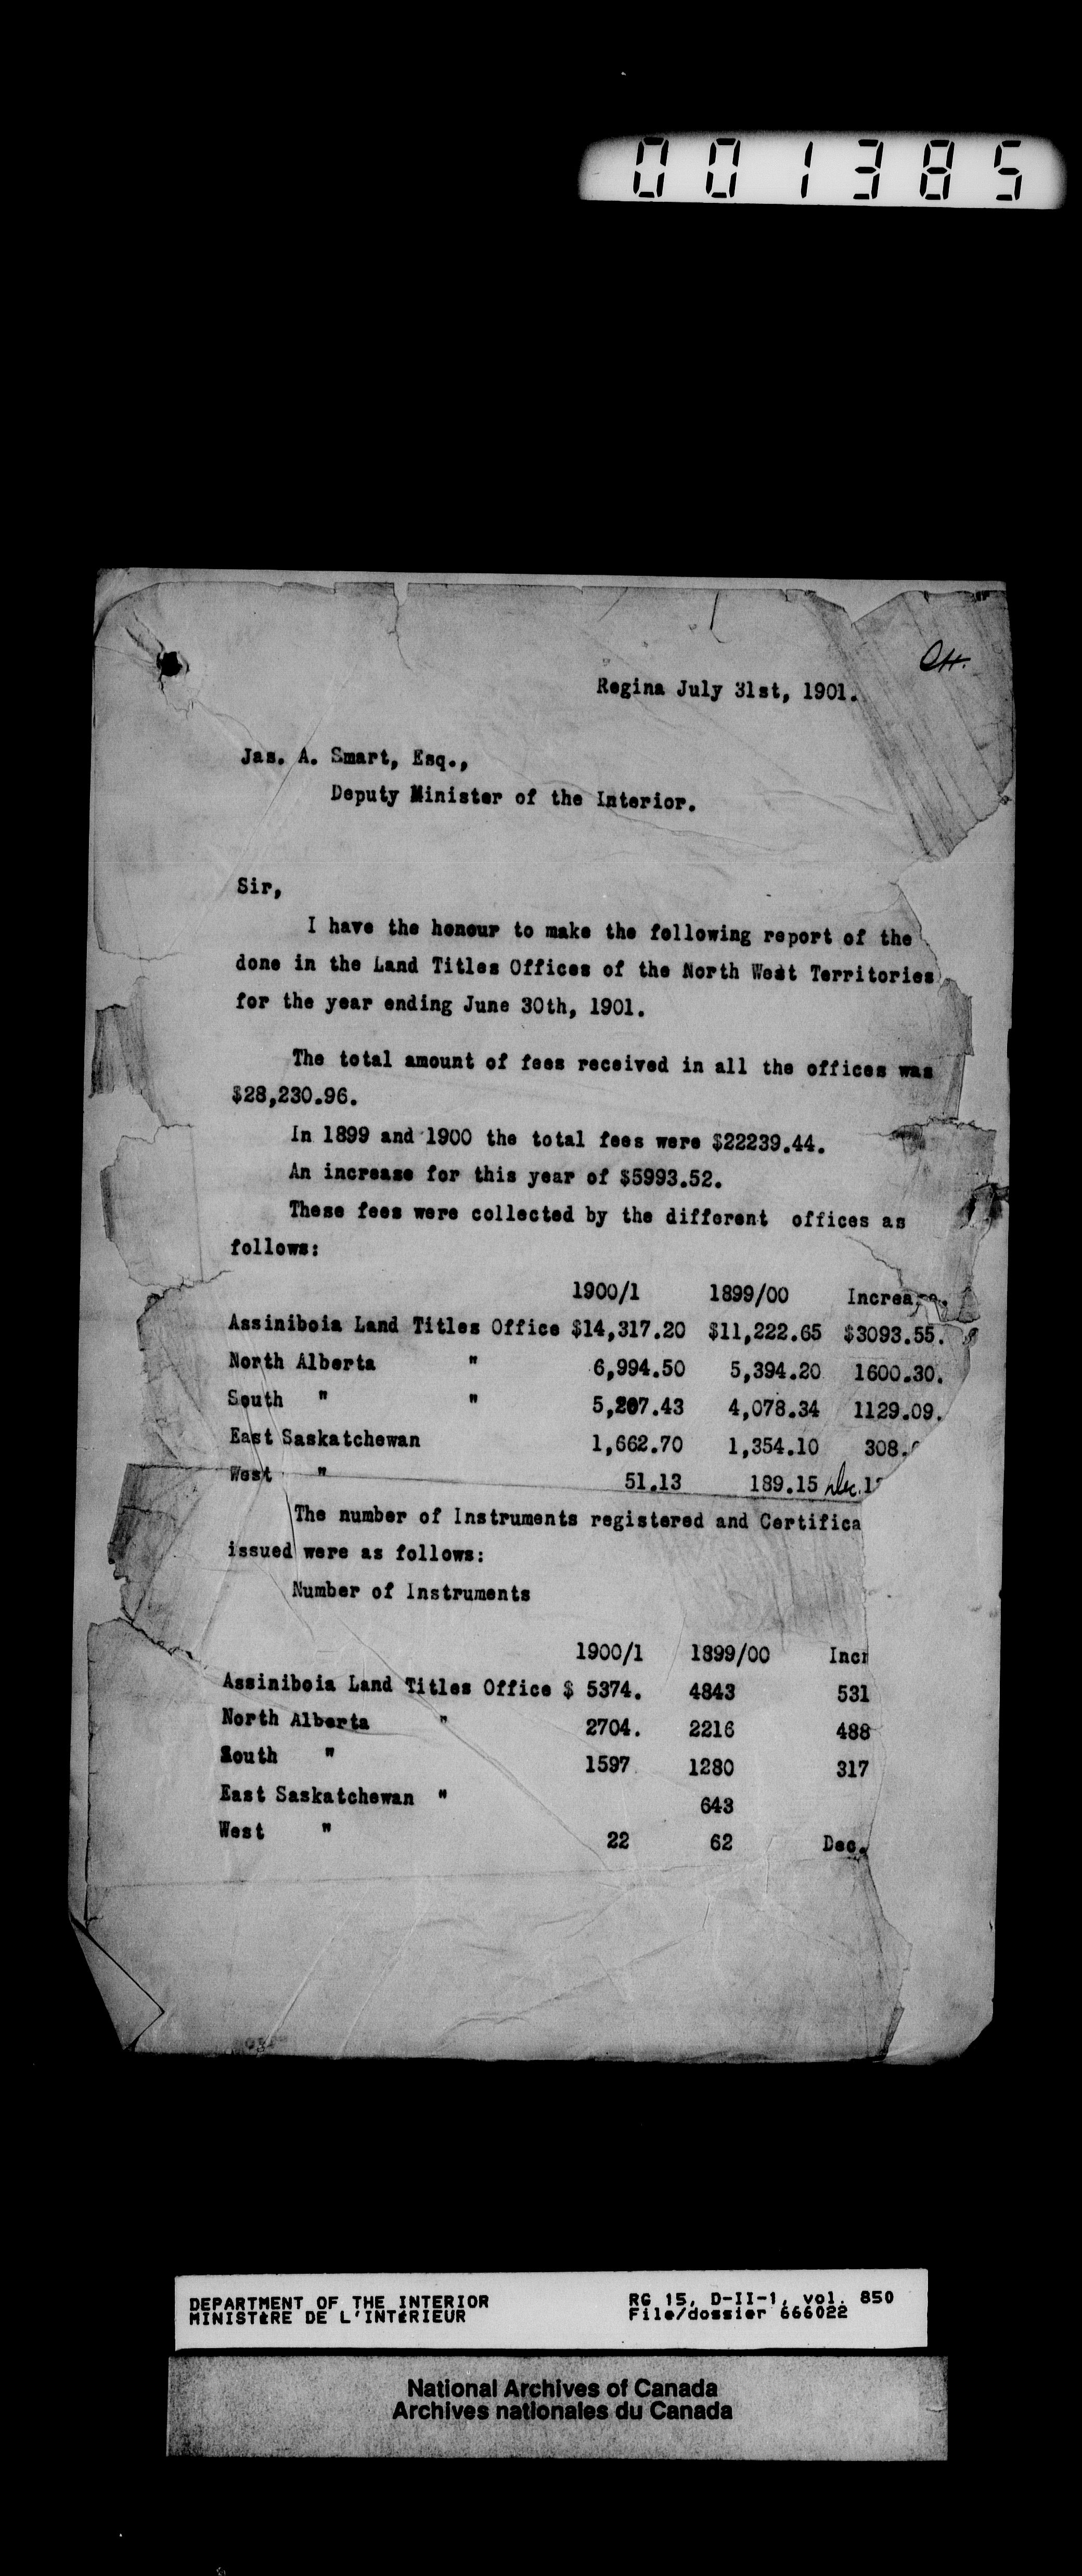 001385
Ott.
Regina July 31st, 1901.
Jas. A. Smart, Esq.,
Deputy Minister of the Interior.
Sir,
I have the honour to make the following report of the
done in the Land Titles Offices of the North West Territories
for the year ending June 30th, 1901.
The total amount of fees received in all the offices was
$28,230.96.
In 1899 and 1900 the total fees were $22239.44.
An increase for this year of $5993.52.
These fees were collected by the different offices as
follows:
1900/1 1899/00 Increase.
Assiniboia Land Titles Office $14,317.20 $11,222.65 $3093.55.
North Alberta " 6,994.50 5,394.20 1600.30.
South " " 5,207.43 4,078.34 1129.09.
East Saskatchewan 1,662.70 1,354.10 308.
West " 51.13 189.15 Dec. 1
The number of Instruments registered and Certifica
issued were as follows:
Number of Instruments
1900/1 1899/00 Incr
Assiniboia Land Titles Office $ 5374. 4843 531
North Alberta " 2704. 2216 488
South " 1597 1280 317
East Saskatchewan " 643
West " 22 62 Dec.
DEPARTMENT OF THE INTERIOR RG 15, D-II-1, vol. 850
MINISTÈRE DE L'INTÉRIEUR File/dossier 666022
National Archives of Canada
Archives nationales du Canada